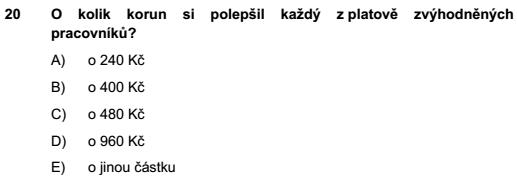 20 O kolik korun si polepšil každý z platově zvýhodněných
pracovníků?
A) o 240 Kč
B) o 400 Kč
C) o 480 Kč
D) o 960 Kč
E) o jinou částku